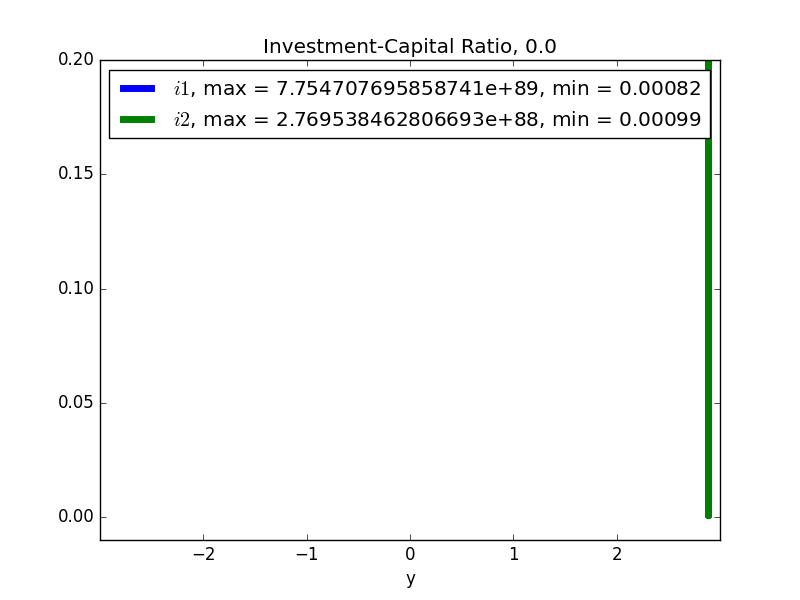 Investment-Capital Ratio, 0.0
0.20
i1, max = 7.754707695858741e+89, min = 0.00082
i2, max = 2.769538462806693e+88, min = 0.00099
0.15
0.10
0.05
0.00
−2 −1 0 1 2
y